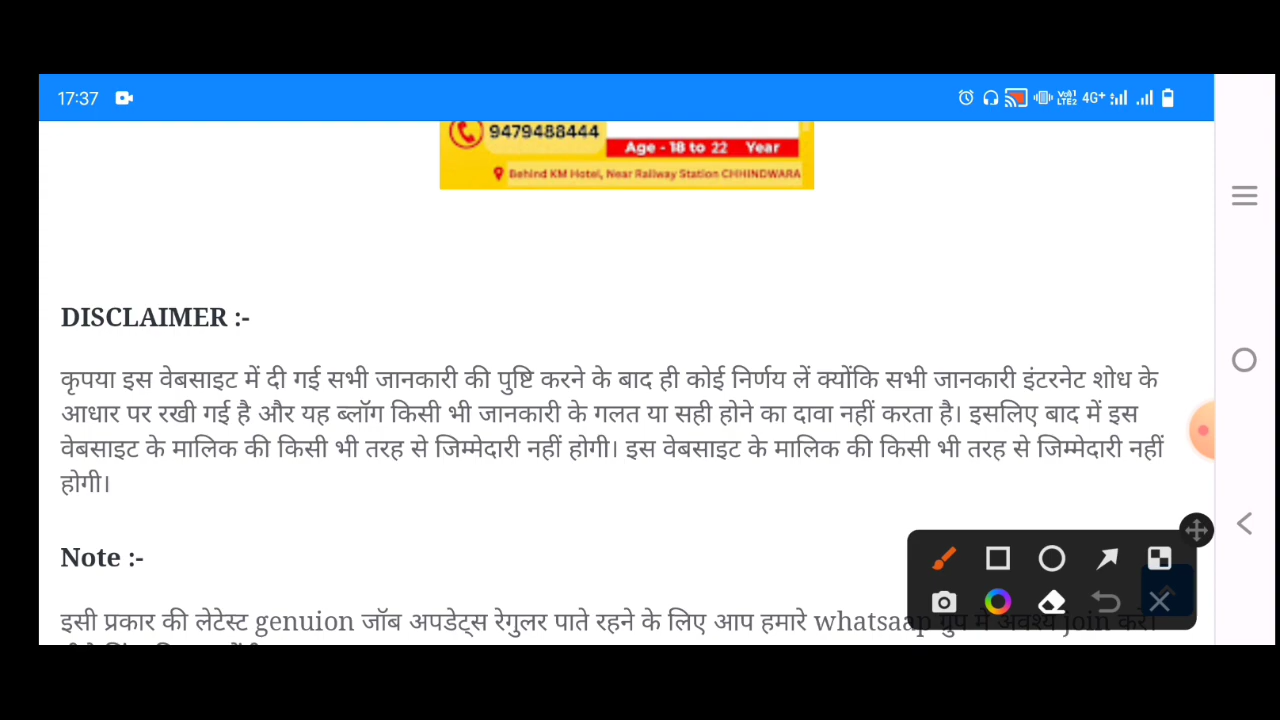 17:37 VoLTE1 LTE2 4G+
9479488444
Age - 18 to 22 Year
Behind KM Hotel, Near Railway Station CHHINDWARA
DISCLAIMER :-
कृपया इस वेबसाइट में दी गई सभी जानकारी की पुष्टि करने के बाद ही कोई निर्णय लें क्योंकि सभी जानकारी इंटरनेट शोध के
आधार पर रखी गई है और यह ब्लॉग किसी भी जानकारी के गलत या सही होने का दावा नहीं करता है। इसलिए बाद में इस
वेबसाइट के मालिक की किसी भी तरह से जिम्मेदारी नहीं होगी। इस वेबसाइट के मालिक की किसी भी तरह से जिम्मेदारी नहीं
होगी।
Note :-
इसी प्रकार की लेटेस्ट genuion जॉब अपडेट्स रेगुलर पाते रहने के लिए आप हमारे whatsaap ग्रुप में अवश्य join करे।